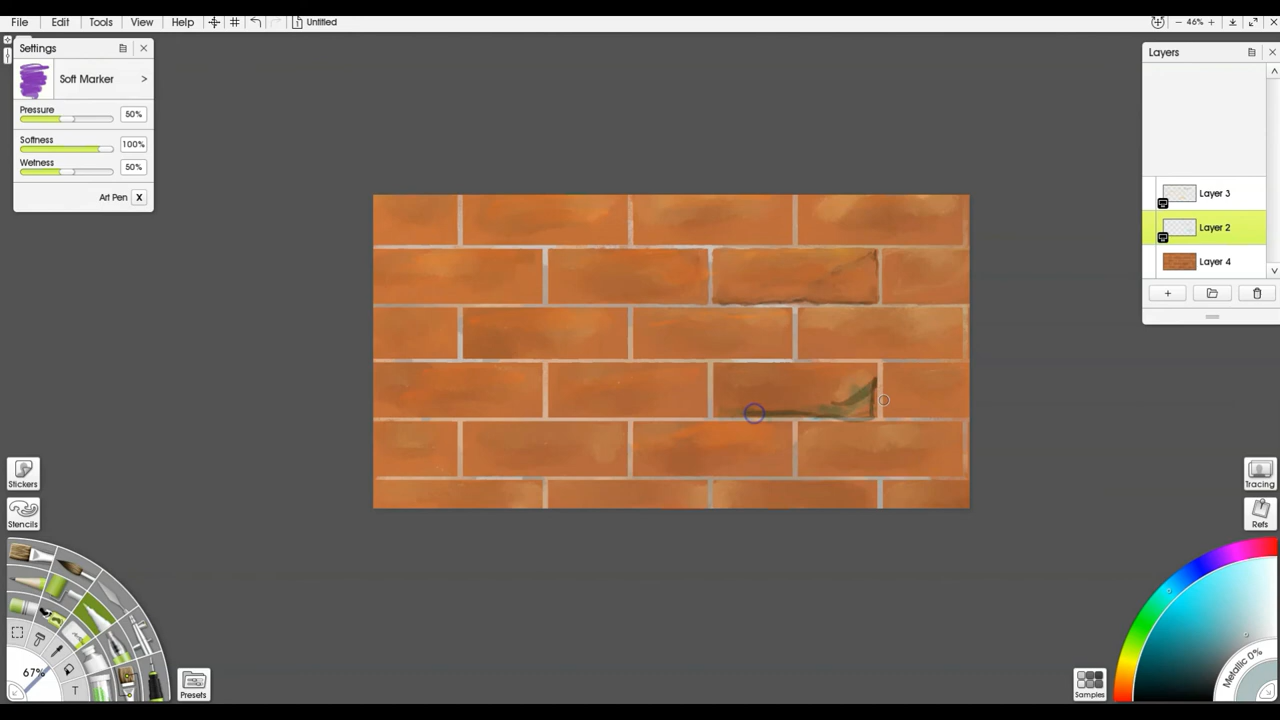 File Edit Tools View Help Untitled 46%
Settings
Soft Marker >
Pressure 50%
Softness 100%
Wetness 50%
Art Pen X
Layers
Layer 3
Layer 2
Layer 4
Stickers
Stencils
67%
T
Presets
Tracing
Refs
Samples
Metallic 0%